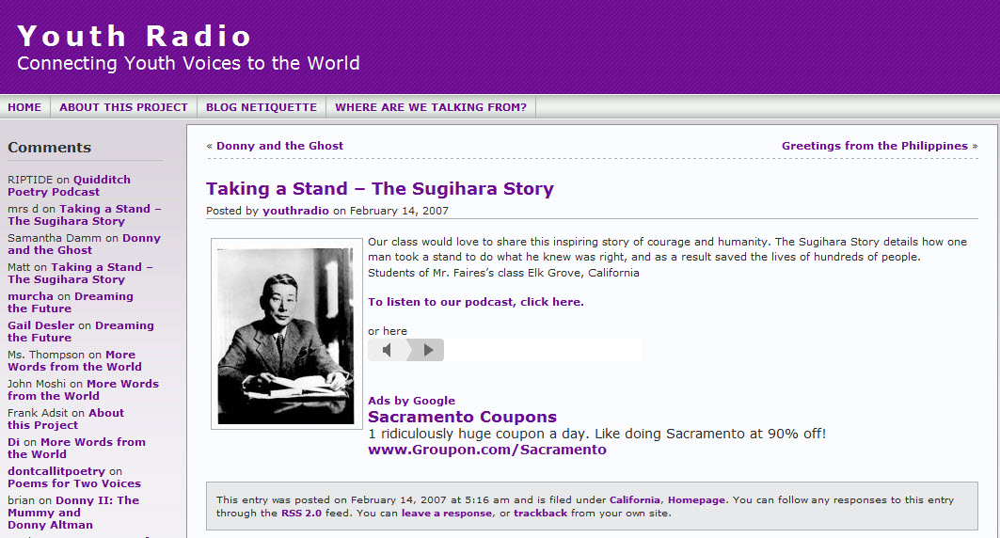 Youth Radio
Connecting Youth Voices to the World
HOME
ABOUT THIS PROJECT
BLOG NETIQUETTE
WHERE ARE WE TALKING FROM?
Comments
RIPTIDE on Quidditch
Poetry Podcast
mrs d on Taking a Stand –
The Sugihara Story
Samantha Damm on Donny
and the Ghost
Matt on Taking a Stand –
The Sugihara Story
murcha on Dreaming
the Future
Gail Desler on Dreaming
the Future
Ms. Thompson on More
Words from the World
John Moshi on More Words
from the World
Frank Adsit on About
this Project
Di on More Words from
the World
dontcallitpoetry on
Poems for Two Voices
brian on Donny II: The
Mummy and
Donny Altman
« Donny and the Ghost
Greetings from the Philippines »
Taking a Stand – The Sugihara Story
Posted by youthradio on February 14, 2007
Our class would love to share this inspiring story of courage and humanity. The Sugihara Story details how one
man took a stand to do what he knew was right, and as a result saved the lives of hundreds of people.
Students of Mr. Faires’s class Elk Grove, California
To listen to our podcast, click here.
or here
Ads by Google
Sacramento Coupons
1 ridiculously huge coupon a day. Like doing Sacramento at 90% off!
www.Groupon.com/Sacramento
This entry was posted on February 14, 2007 at 5:16 am and is filed under California, Homepage. You can follow any responses to this entry
through the RSS 2.0 feed. You can leave a response, or trackback from your own site.